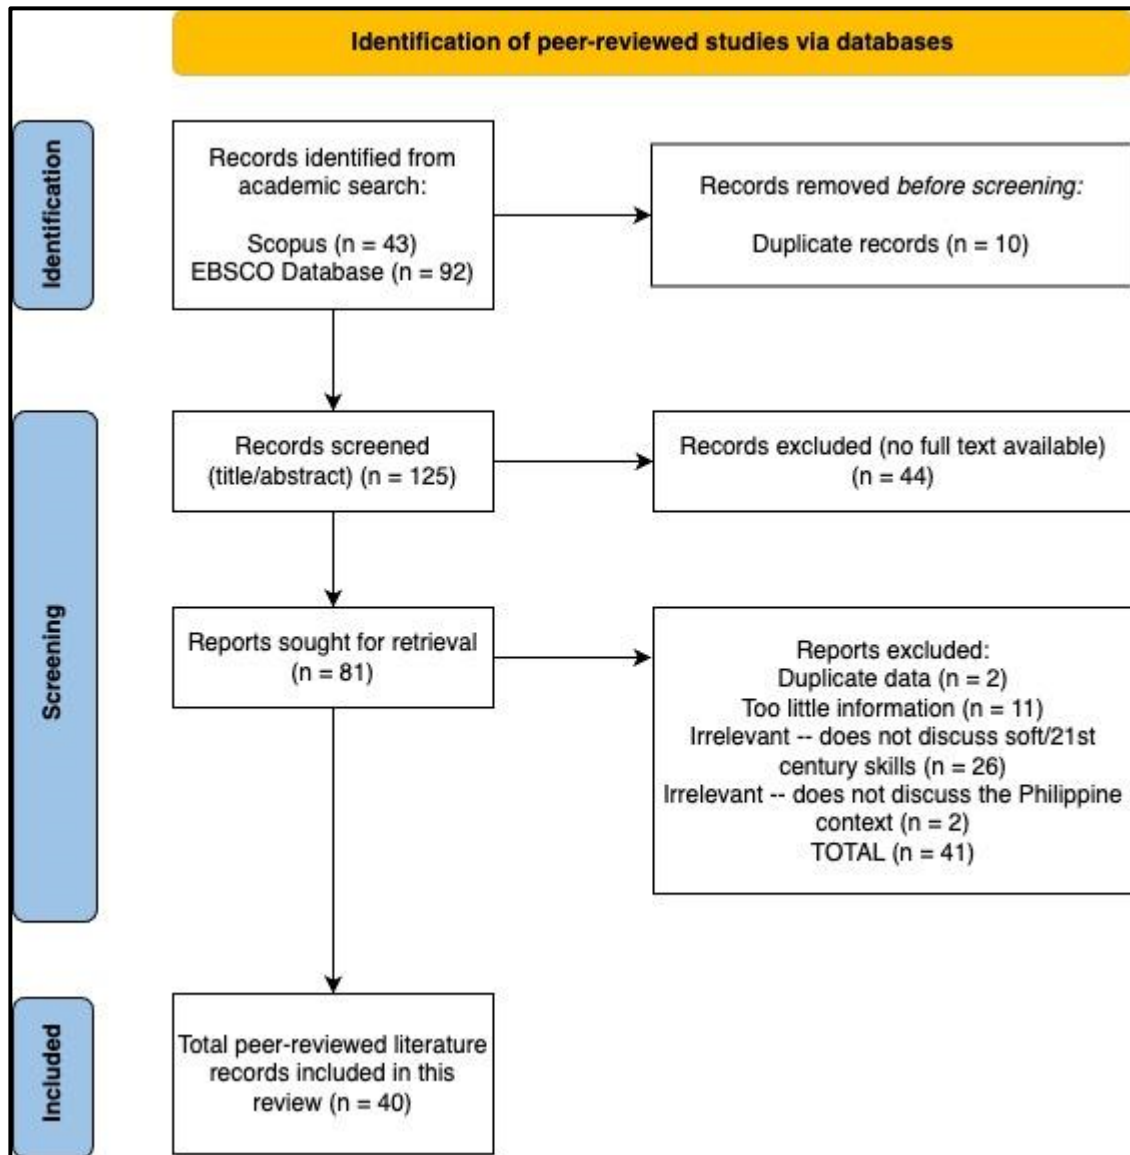 Identification of peer-reviewed studies via databases
Identification
Records identified from
academic search:
Scopus (n = 43)
EBSCO Database (n = 92)
Records removed before screening:
Duplicate records (n = 10)
Screening
Records screened
(title/abstract) (n = 125)
Records excluded (no full text available)
(n = 44)
Reports sought for retrieval
(n = 81)
Reports excluded:
Duplicate data (n = 2)
Too little information (n = 11)
Irrelevant -- does not discuss soft/21st
century skills (n = 26)
Irrelevant -- does not discuss the Philippine
context (n = 2)
TOTAL (n = 41)
Included
Total peer-reviewed literature
records included in this
review (n = 40)